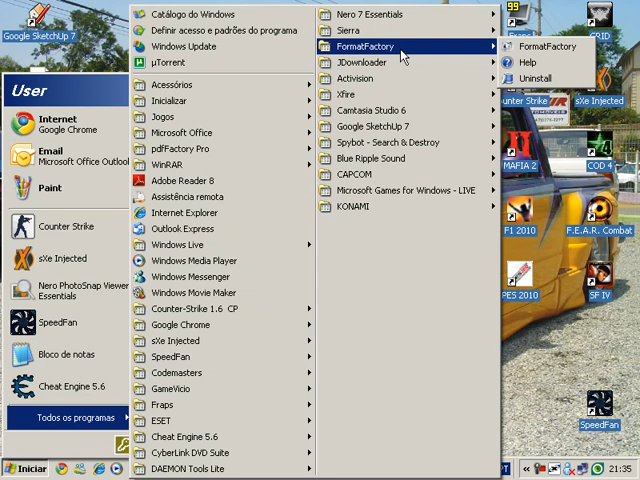 Google SketchUp 7
User
Internet
Google Chrome
Email
Microsoft Office Outlook
Paint
Counter Strike
sXe Injected
Nero PhotoSnap Viewer
Essentials
SpeedFan
Bloco de notas
Cheat Engine 5.6
Todos os programas
Iniciar
Catálogo do Windows
Definir acesso e padrões do programa
Windows Update
µTorrent
Acessórios
Inicializar
Jogos
Microsoft Office
pdfFactory Pro
WinRAR
Adobe Reader 8
Assistência remota
Internet Explorer
Outlook Express
Windows Live
Windows Media Player
Windows Messenger
Windows Movie Maker
Counter-Strike 1.6 CP
Google Chrome
sXe Injected
SpeedFan
Codemasters
GameVicio
Fraps
ESET
Cheat Engine 5.6
CyberLink DVD Suite
DAEMON Tools Lite
Nero 7 Essentials
Sierra
FormatFactory
JDownloader
Activision
Xfire
Camtasia Studio 6
Google SketchUp 7
Spybot - Search & Destroy
Blue Ripple Sound
CAPCOM
Microsoft Games for Windows - LIVE
KONAMI
FormatFactory
Help
Uninstall
99
Fraps
GRID
Counter Strike
sXe Injected
MAFIA 2
COD 4
F1 2010
F.E.A.R. Combat
PES 2010
SF IV
SpeedFan
PT
«
21:35